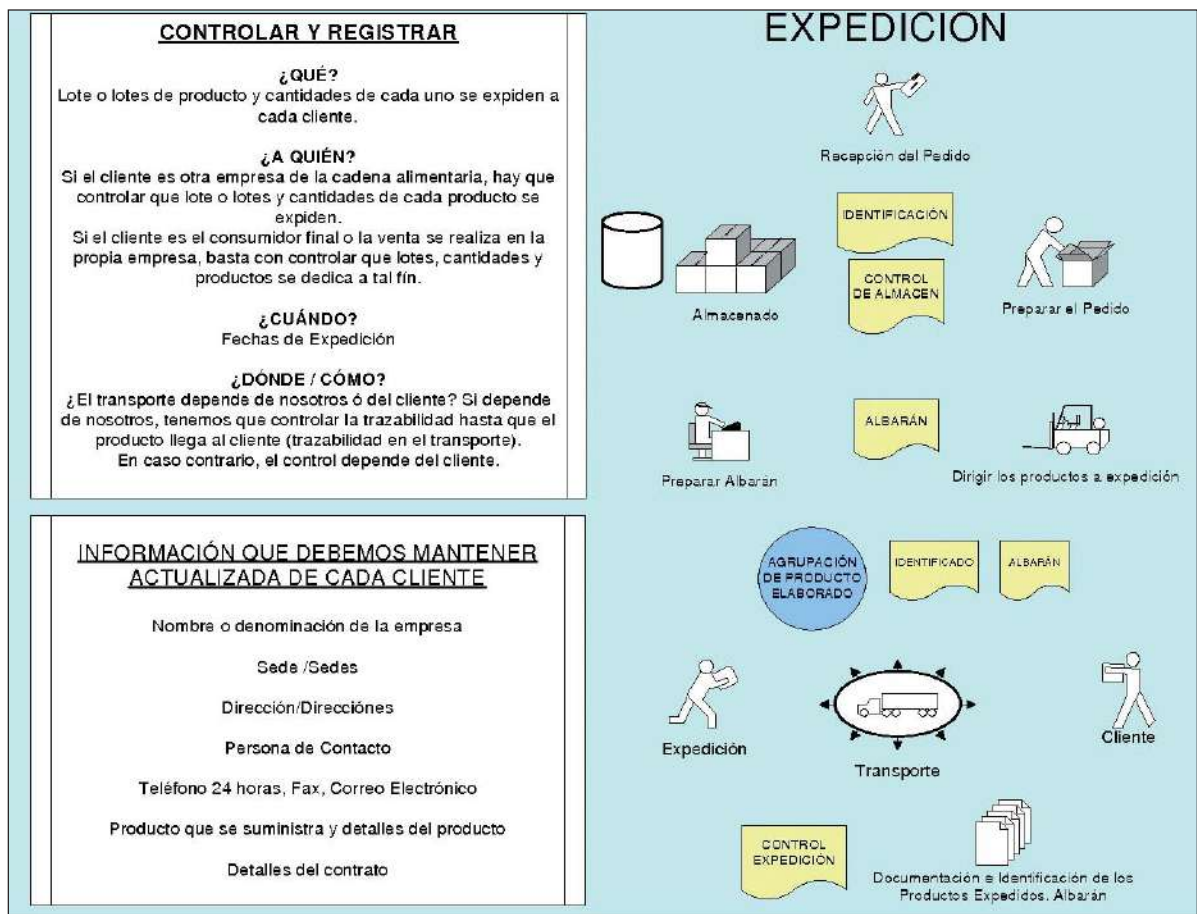 CONTROLAR Y REGISTRAR
¿QUÉ?
Lote o lotes de producto y cantidades de cada uno se expiden a
cada cliente.
¿A QUIÉN?
Si el cliente es otra empresa de la cadena alimentaria, hay que
controlar que lote o lotes y cantidades de cada producto se
expiden.
Si el cliente es el consumidor final o la venta se realiza en la
propia empresa, basta con controlar que lotes, cantidades y
productos se dedica a tal fín.
¿CUÁNDO?
Fechas de Expedición
¿DÓNDE / CÓMO?
¿El transporte depende de nosotros ó del cliente? Si depende
de nosotros, tenemos que controlar la trazabilidad hasta que el
producto llega al cliente (trazabilidad en el transporte).
En caso contrario, el control depende del cliente.
INFORMACIÓN QUE DEBEMOS MANTENER
ACTUALIZADA DE CADA CLIENTE
Nombre o denominación de la empresa
Sede /Sedes
Dirección/Direcciónes
Persona de Contacto
Teléfono 24 horas, Fax, Correo Electrónico
Producto que se suministra y detalles del producto
Detalles del contrato
EXPEDICION
Recepción del Pedido
IDENTIFICACIÓN
CONTROL
DE ALMACEN
Almacenado
Preparar el Pedido
ALBARÁN
Preparar Albarán
Dirigir los productos a expedición
AGRUPACIÓN
DE PRODUCTO
ELABORADO
IDENTIFICADO
ALBARÁN
Expedición
Transporte
Cliente
CONTROL
EXPEDICIÓN
Documentación e Identificación de los
Productos Expedidos. Albarán